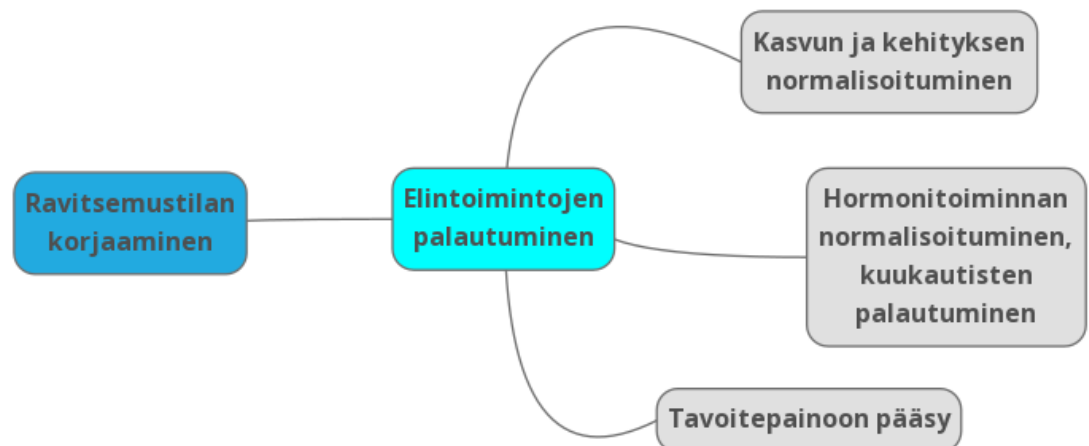 Kasvun ja kehityksen
normalisoituminen
Ravitsemustilan
korjaaminen
Elintoimintojen
palautuminen
Hormonitoiminnan
normalisoituminen,
kuukautisten
palautuminen
Tavoitepainoon pääsy